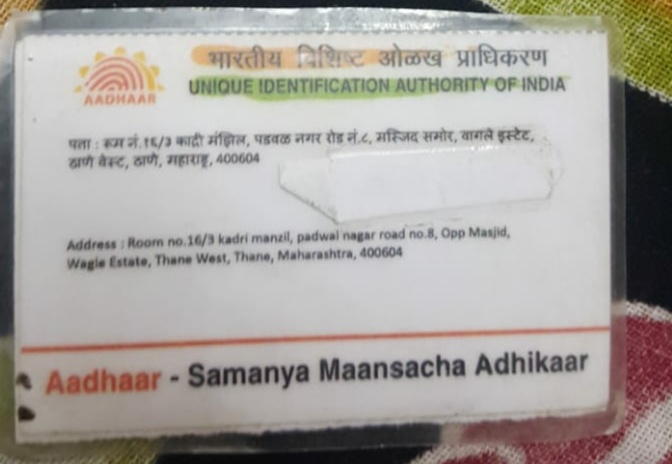 भारतीय विशिष्ट ओळख प्राधिकरण
AADHAAR
UNIQUE IDENTIFICATION AUTHORITY OF INDIA
पता : रूम नं.१६/३ काद्री मंझिल, पडवळ नगर रोड नं.८, मस्जिद समोर, वागले इस्टेट,
ठाणे वेस्ट, ठाणे, महाराष्ट्र, 400604
Address : Room no.16/3 kadri manzil, padwal nagar road no.8, Opp Masjid,
Wagle Estate, Thane West, Thane, Maharashtra, 400604
Aadhaar - Samanya Maansacha Adhikaar